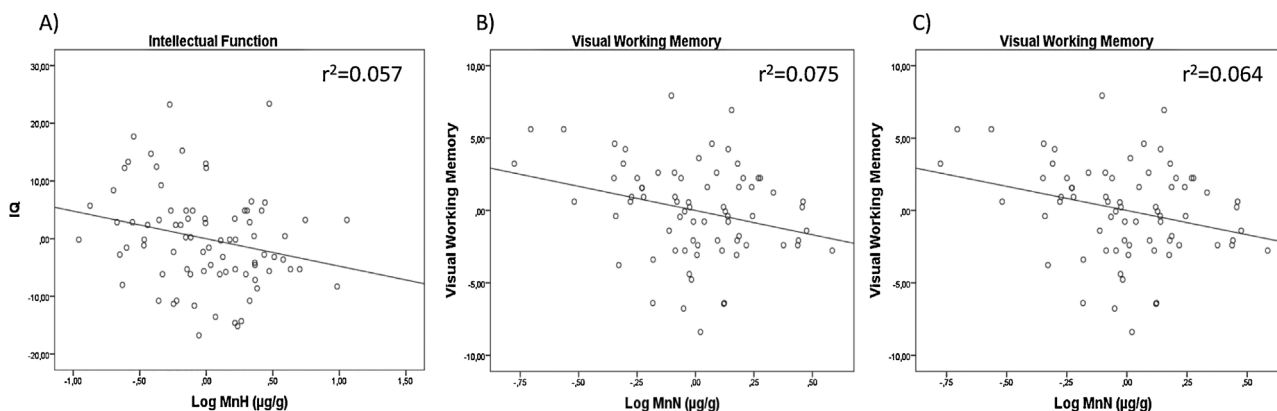 A)
Intellectual Function
r²=0.057
30,00
20,00
10,00
,00
-10,00
-20,00
IQ
-1,00
-,50
,00
,50
1,00
1,50
Log MnH (µg/g)
B)
Visual Working Memory
r²=0.075
10,00
5,00
,00
-5,00
-10,00
Visual Working Memory
-,75
-,50
-,25
,00
,25
,50
Log MnN (µg/g)
C)
Visual Working Memory
r²=0.064
10,00
5,00
,00
-5,00
-10,00
Visual Working Memory
-,75
-,50
-,25
,00
,25
,50
Log MnN (µg/g)